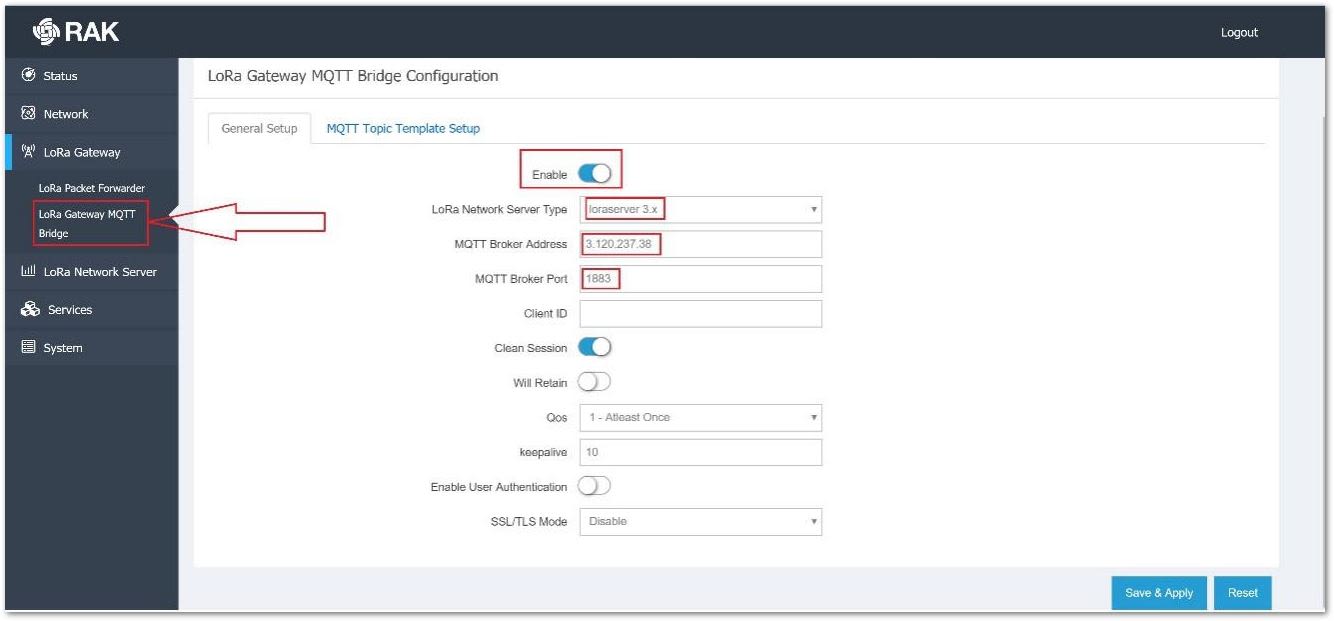 RAK
Logout
Status
Network
LoRa Gateway
LoRa Packet Forwarder
LoRa Gateway MQTT
Bridge
LoRa Network Server
Services
System
LoRa Gateway MQTT Bridge Configuration
General Setup
MQTT Topic Template Setup
Enable
LoRa Network Server Type
loraserver 3.x
MQTT Broker Address
3.120.237.38
MQTT Broker Port
1883
Client ID
Clean Session
Will Retain
Qos
1 - Atleast Once
keepalive
10
Enable User Authentication
SSL/TLS Mode
Disable
Save & Apply
Reset